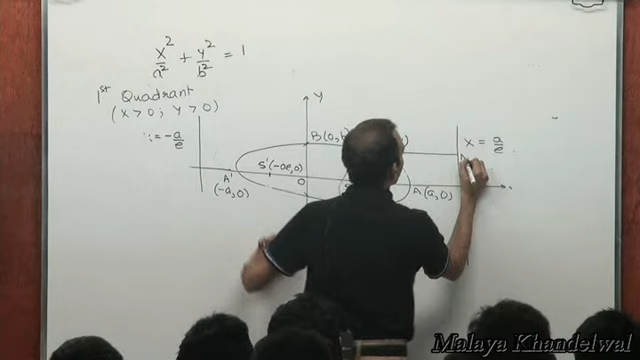 x²/a² + y²/b² = 1
1st Quadrant
(x>0; y>0)
Y
x = -a/e
B(0,b)
x = a/e
S'(-ae,0)
O
A'
(-a,0)
A(a,0)
Malaya Khandelwal